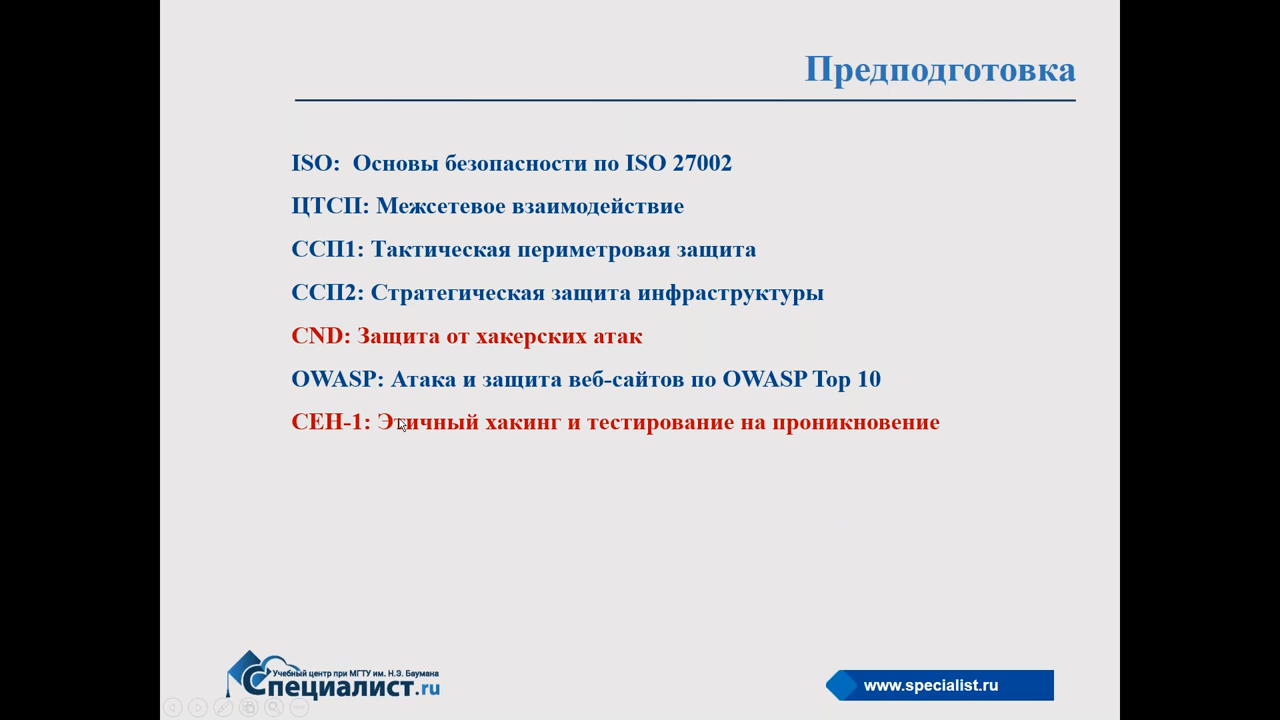 Предподготовка
ISO: Основы безопасности по ISO 27002
ЦТСП: Межсетевое взаимодействие
ССП1: Тактическая периметровая защита
ССП2: Стратегическая защита инфраструктуры
CND: Защита от хакерских атак
OWASP: Атака и защита веб-сайтов по OWASP Top 10
CEH-1: Этичный хакинг и тестирование на проникновение
Учебный центр при МГТУ им. Н.Э. Баумана
Специалист.ru
www.specialist.ru